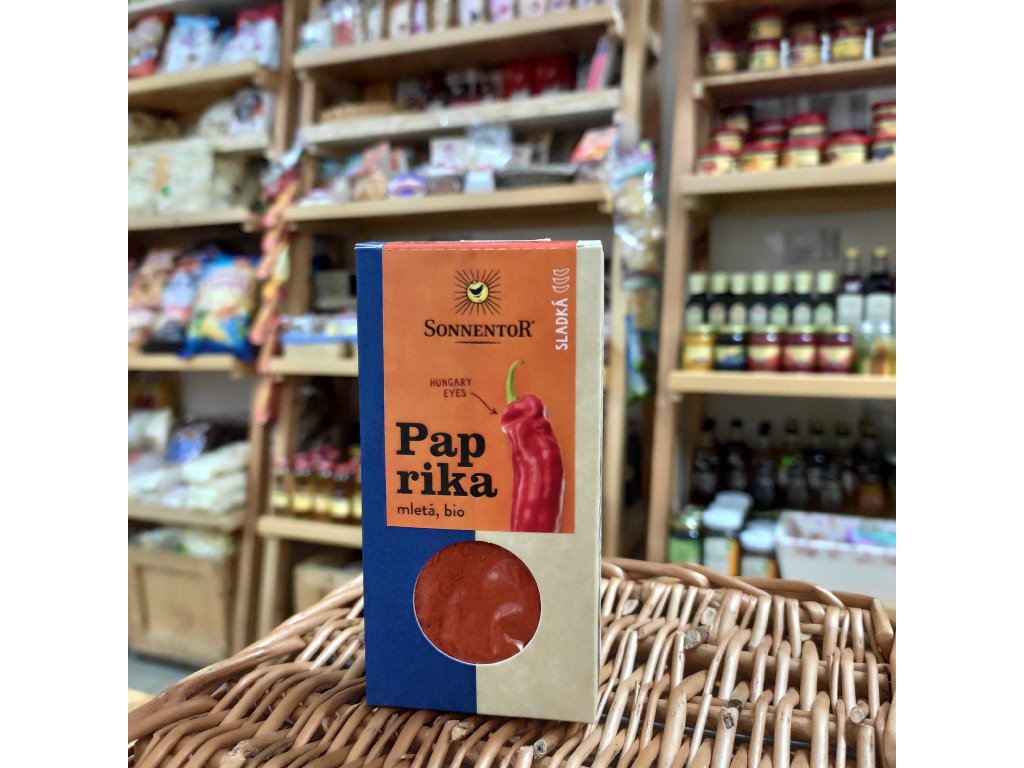 SONNENTOR®
SLADKÁ
HUNGARY
EYES
Pap
rika
mletá, bio